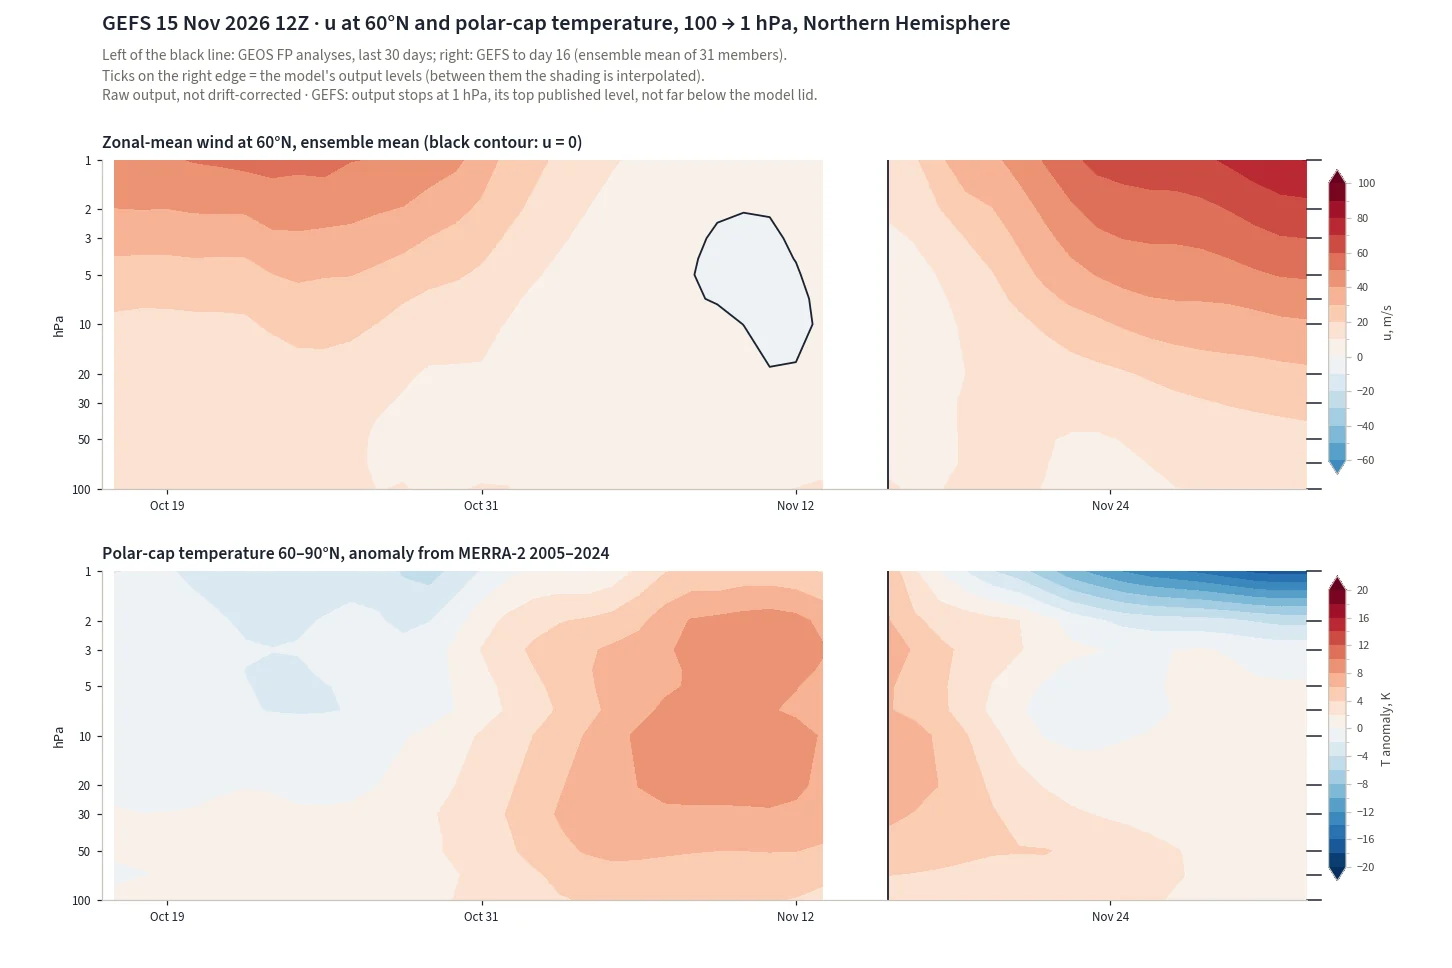 GEFS 15 Nov 2026 12Z · u at 60°N and polar-cap temperature, 100 → 1 hPa, Northern Hemisphere
Left of the black line: GEOS FP analyses, last 30 days; right: GEFS to day 16 (ensemble mean of 31 members).
Ticks on the right edge = the model's output levels (between them the shading is interpolated).
Raw output, not drift-corrected · GEFS: output stops at 1 hPa, its top published level, not far below the model lid.
Zonal-mean wind at 60°N, ensemble mean (black contour: u = 0)
1
2
3
5
10
20
30
50
100
hPa
Oct 19
Oct 31
Nov 12
Nov 24
100
80
60
40
20
0
−20
−40
−60
u, m/s
Polar-cap temperature 60–90°N, anomaly from MERRA-2 2005–2024
1
2
3
5
10
20
30
50
100
hPa
Oct 19
Oct 31
Nov 12
Nov 24
20
16
12
8
4
0
−4
−8
−12
−16
−20
T anomaly, K